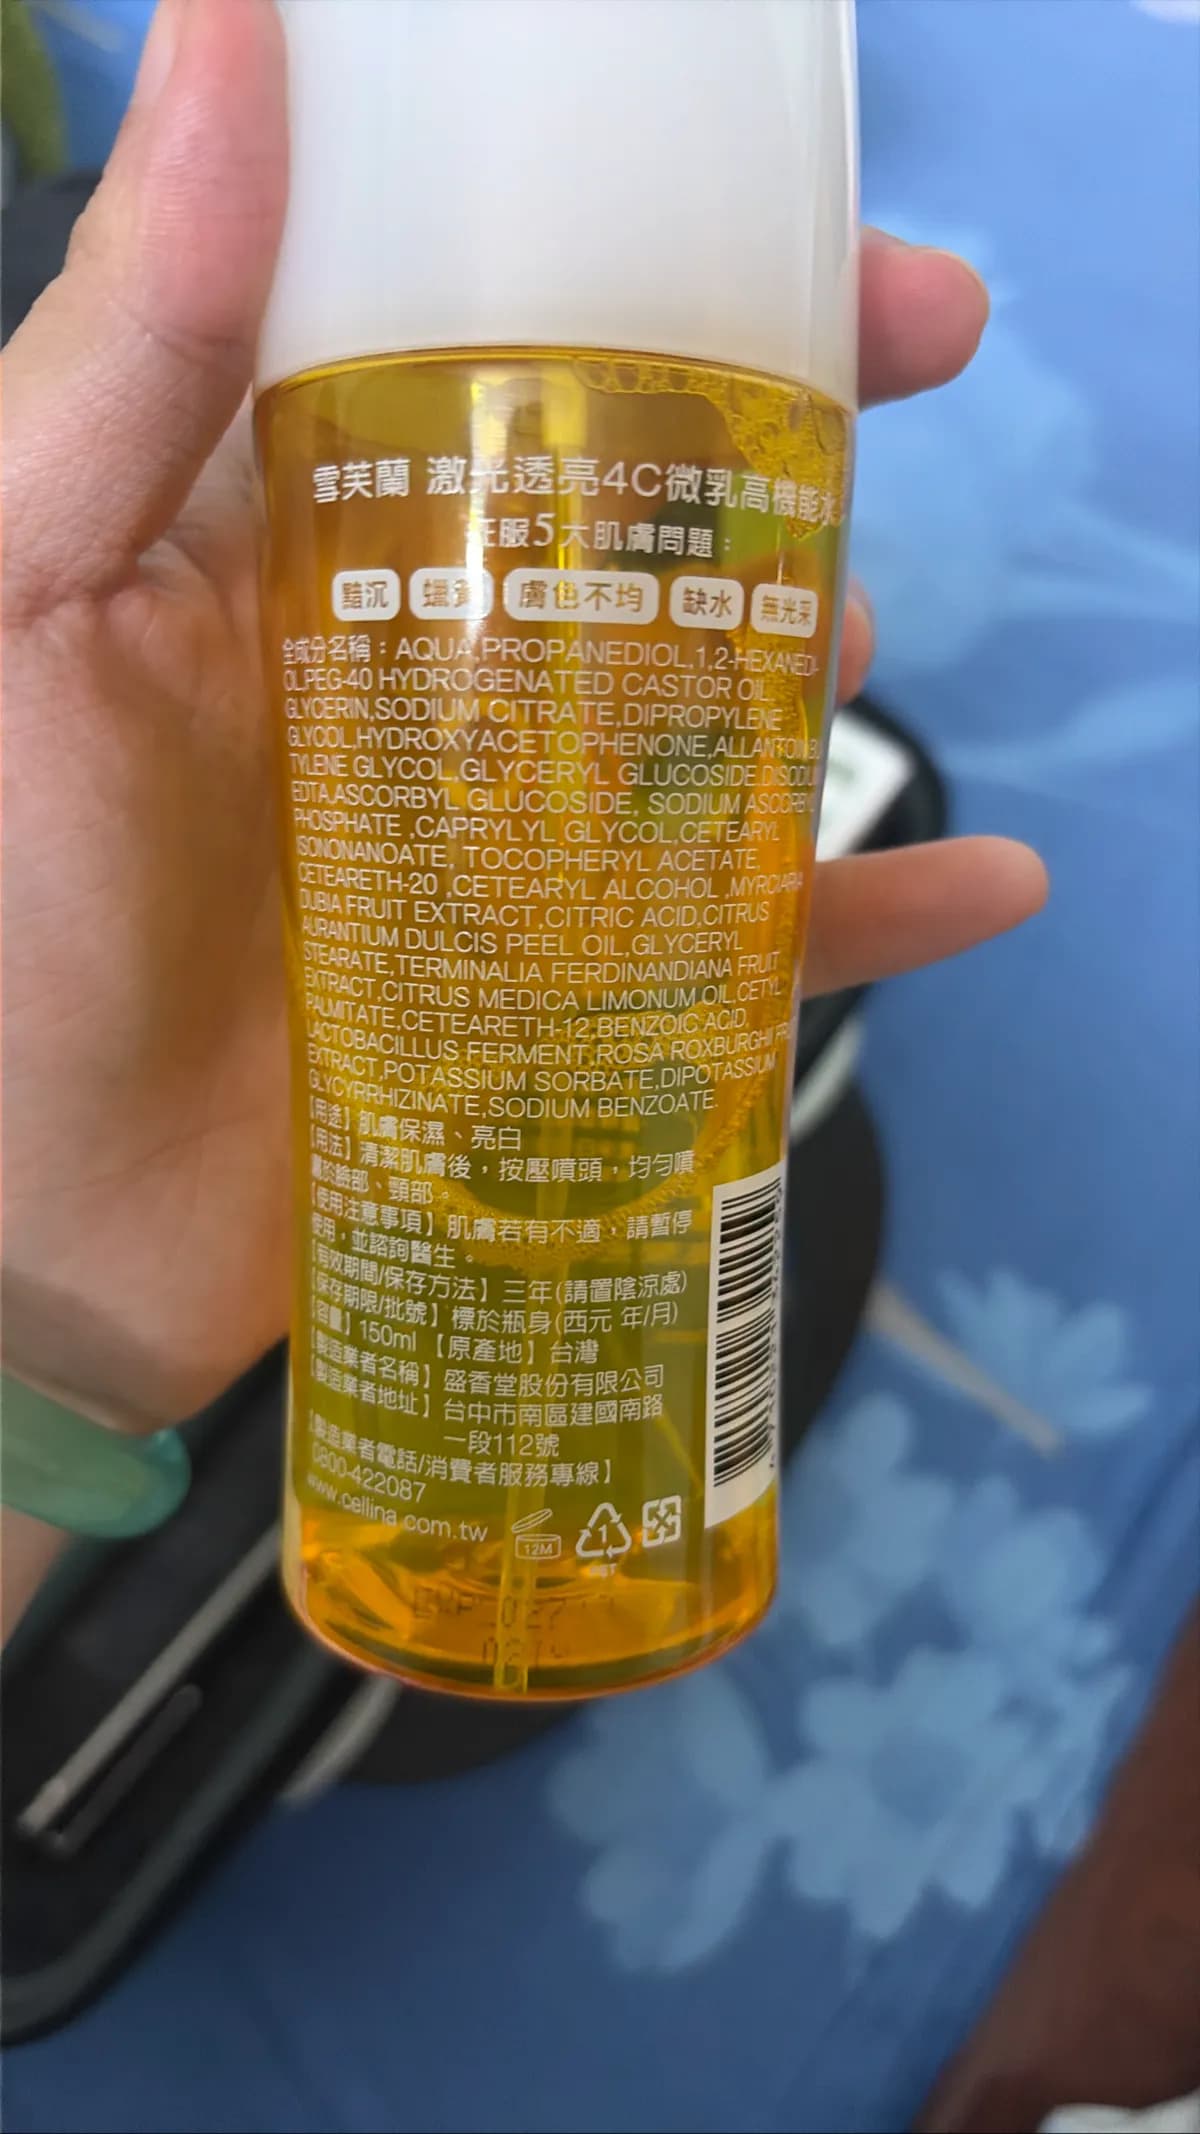 雪芙蘭 激光透亮4C微乳高機能水
征服5大肌膚問題：
黯沉 蠟黃 膚色不均 缺水 無光采
全成分名稱：AQUA,PROPANEDIOL,1,2-HEXANEDI-
OL,PEG-40 HYDROGENATED CASTOR OIL,
GLYCERIN,SODIUM CITRATE,DIPROPYLENE
GLYCOL,HYDROXYACETOPHENONE,ALLANTOIN,BU
TYLENE GLYCOL,GLYCERYL GLUCOSIDE,DISODIUM
EDTA,ASCORBYL GLUCOSIDE, SODIUM ASCORBYL
PHOSPHATE ,CAPRYLYL GLYCOL,CETEARYL
ISONONANOATE, TOCOPHERYL ACETATE,
CETEARETH-20 ,CETEARYL ALCOHOL ,MYRCIARIA
DUBIA FRUIT EXTRACT,CITRIC ACID,CITRUS
AURANTIUM DULCIS PEEL OIL,GLYCERYL
STEARATE,TERMINALIA FERDINANDIANA FRUIT
EXTRACT,CITRUS MEDICA LIMONUM OIL,CETYL
PALMITATE,CETEARETH-12,BENZOIC ACID,
LACTOBACILLUS FERMENT,ROSA ROXBURGHII FRUIT
EXTRACT,POTASSIUM SORBATE,DIPOTASSIUM
GLYCYRRHIZINATE,SODIUM BENZOATE.
【用途】肌膚保濕、亮白
【用法】清潔肌膚後，按壓噴頭，均勻噴
灑於臉部、頸部。
【使用注意事項】肌膚若有不適，請暫停
使用，並諮詢醫生。
【有效期間/保存方法】三年(請置陰涼處)
【保存期限/批號】標於瓶身(西元 年/月)
【容量】150ml 【原產地】台灣
【製造業者名稱】盛香堂股份有限公司
【製造業者地址】台中市南區建國南路
一段112號
【製造業者電話/消費者服務專線】
0800-422087
www.cellina.com.tw
12M
1
PET